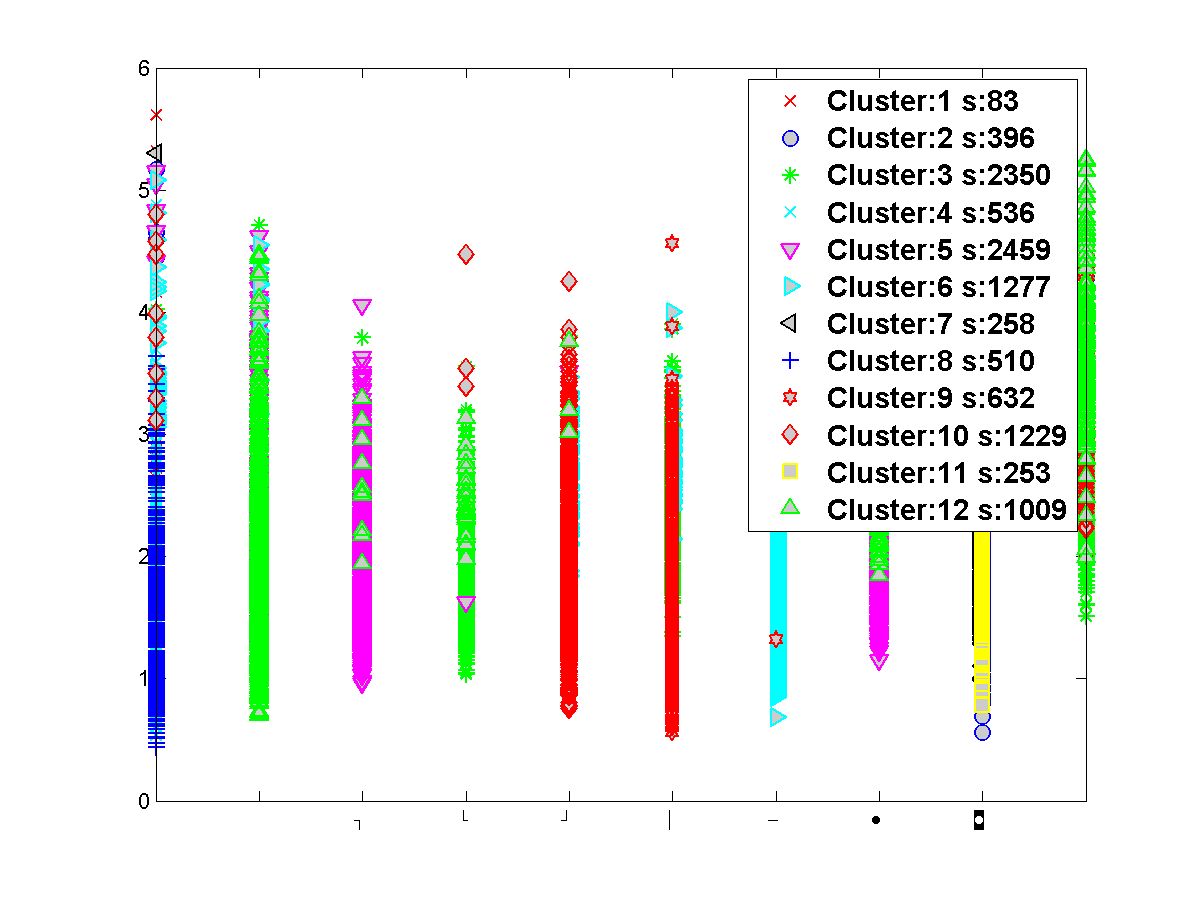 6
5
4
3
2
1
0
Cluster:1 s:83
Cluster:2 s:396
Cluster:3 s:2350
Cluster:4 s:536
Cluster:5 s:2459
Cluster:6 s:1277
Cluster:7 s:258
Cluster:8 s:510
Cluster:9 s:632
Cluster:10 s:1229
Cluster:11 s:253
Cluster:12 s:1009
┐ └ ┘ │ ─ • ◘